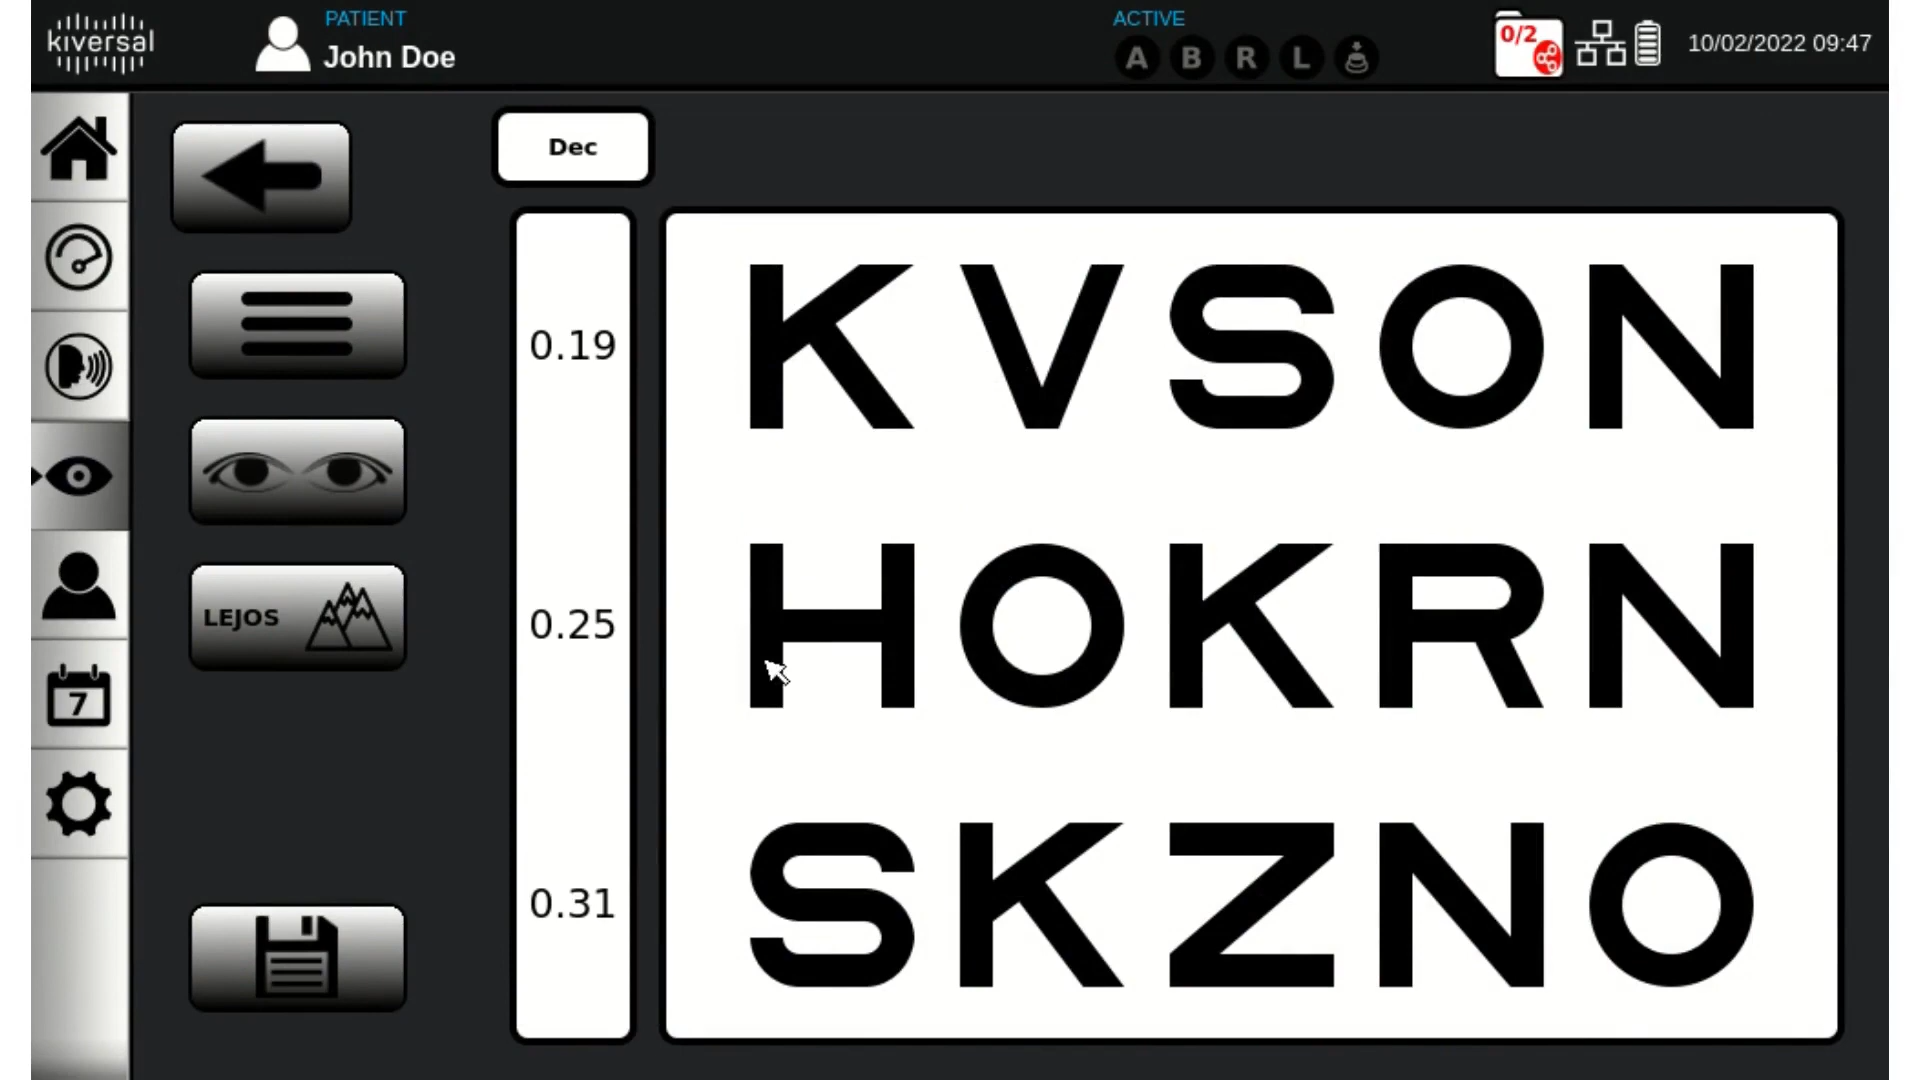 kiversal
PATIENT
John Doe
ACTIVE
A B R L
0/2
10/02/2022 09:47
Dec
0.19 KVSON
0.25 HOKRN
LEJOS
7
0.31 SKZNO